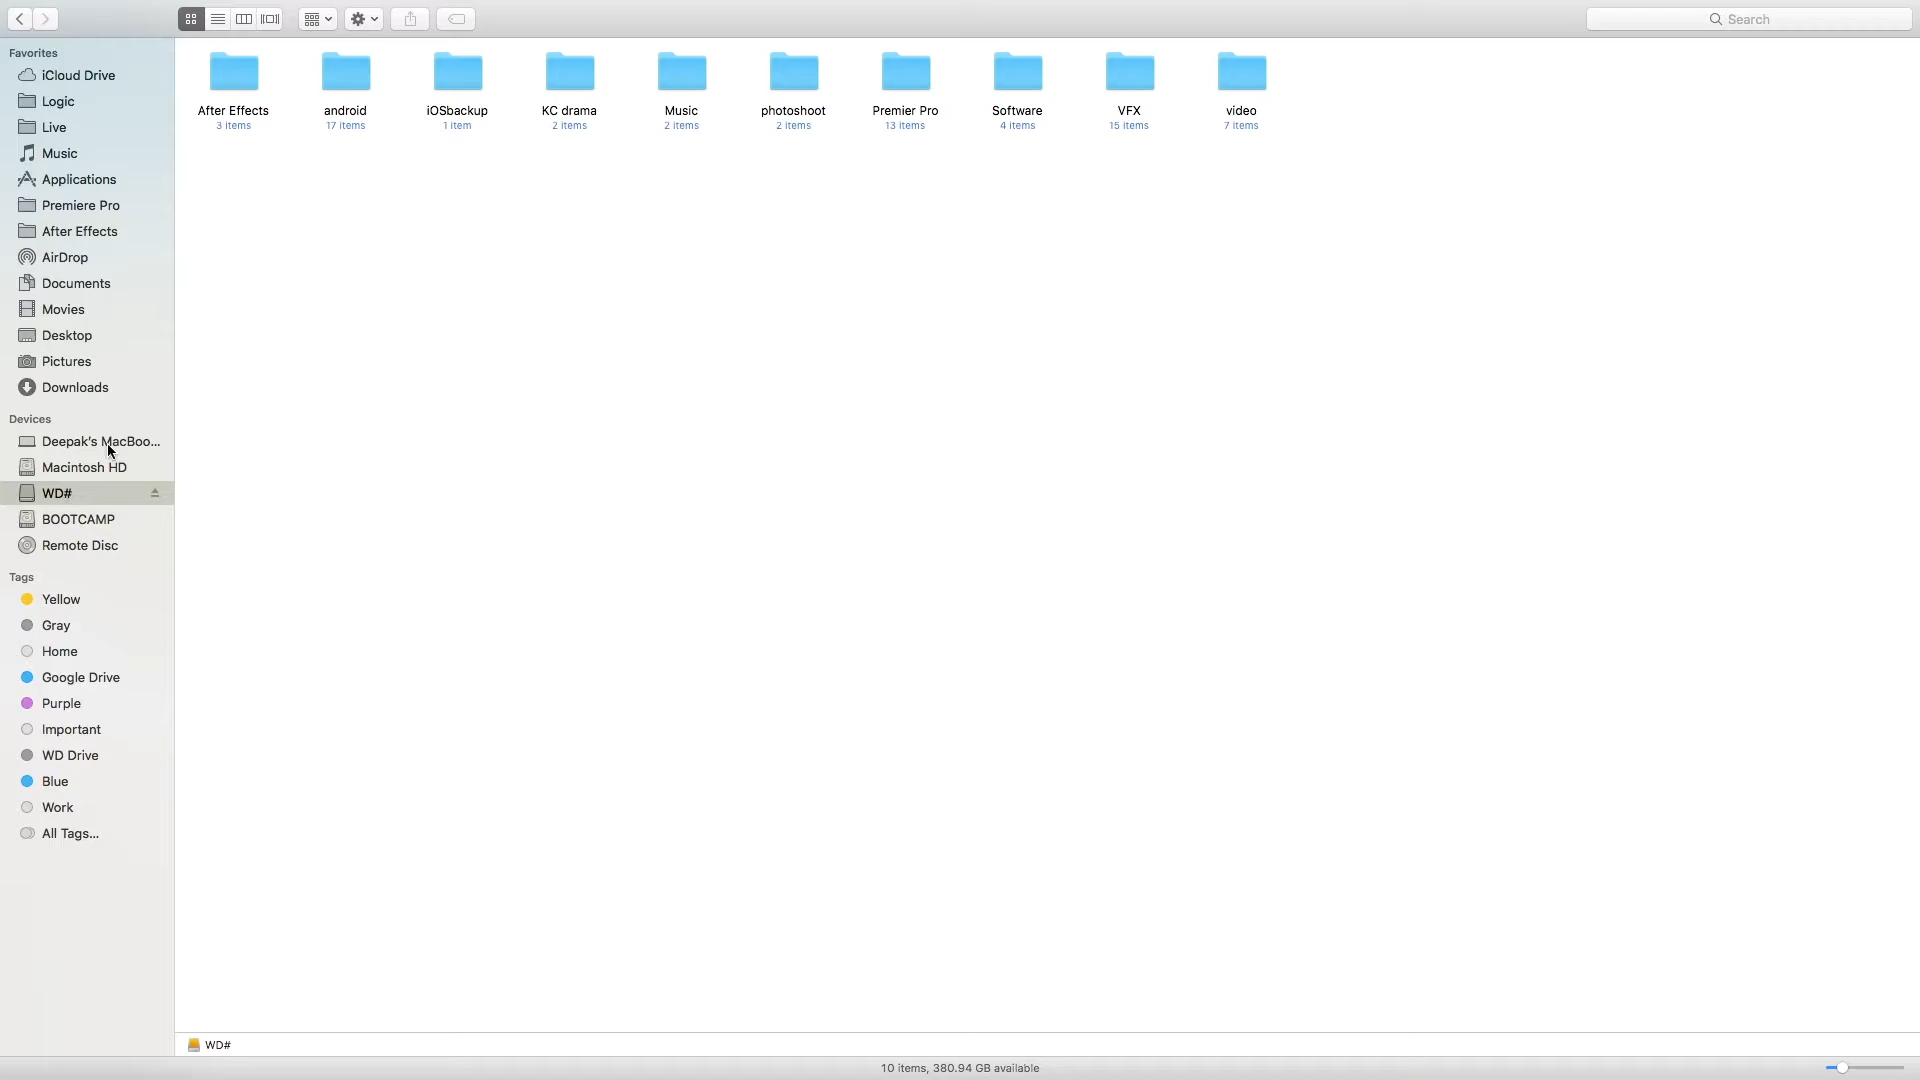 Search
Favorites
iCloud Drive
Logic
Live
Music
Applications
Premiere Pro
After Effects
AirDrop
Documents
Movies
Desktop
Pictures
Downloads
Devices
Deepak's MacBoo...
Macintosh HD
WD#
BOOTCAMP
Remote Disc
Tags
Yellow
Gray
Home
Google Drive
Purple
Important
WD Drive
Blue
Work
All Tags...
After Effects
3 items
android
17 items
iOSbackup
1 item
KC drama
2 items
Music
2 items
photoshoot
2 items
Premier Pro
13 items
Software
4 items
VFX
15 items
video
7 items
WD#
10 items, 380.94 GB available